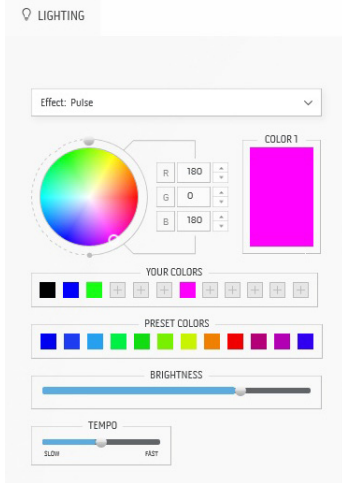 LIGHTING
Effect: Pulse
COLOR 1
R 180
G 0
B 180
YOUR COLORS
PRESET COLORS
BRIGHTNESS
TEMPO
SLOW FAST